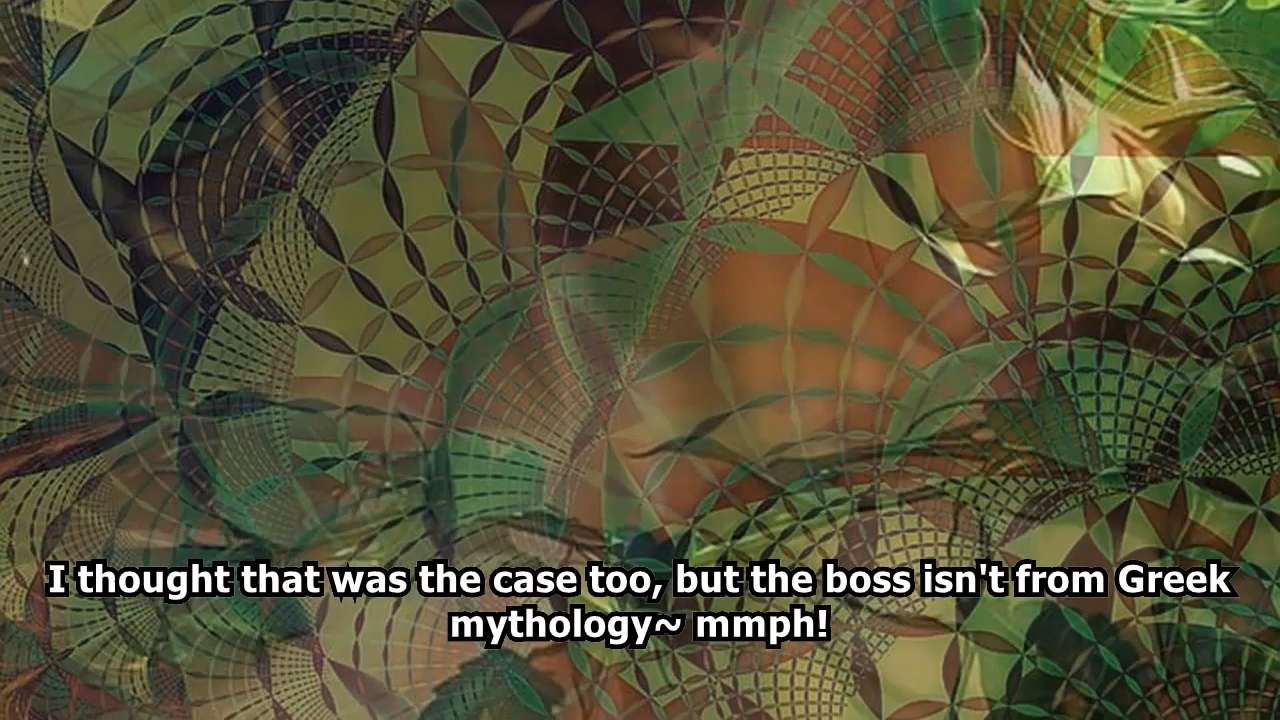 I thought that was the case too, but the boss isn't from Greek
mythology~ mmph!